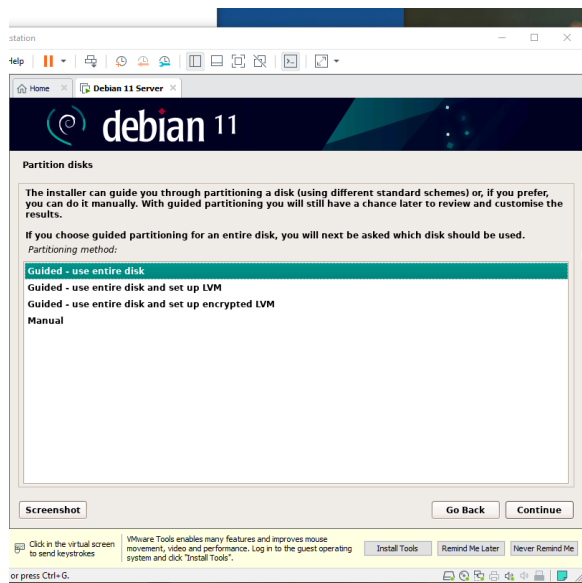 station
Help
Home
Debian 11 Server
debian 11
Partition disks
The installer can guide you through partitioning a disk (using different standard schemes) or, if you prefer,
you can do it manually. With guided partitioning you will still have a chance later to review and customise the
results.
If you choose guided partitioning for an entire disk, you will next be asked which disk should be used.
Partitioning method:
Guided - use entire disk
Guided - use entire disk and set up LVM
Guided - use entire disk and set up encrypted LVM
Manual
Screenshot
Go Back
Continue
Click in the virtual screen
to send keystrokes
VMware Tools enables many features and improves mouse
movement, video and performance. Log in to the guest operating
system and click "Install Tools".
Install Tools
Remind Me Later
Never Remind Me
or press Ctrl+G.